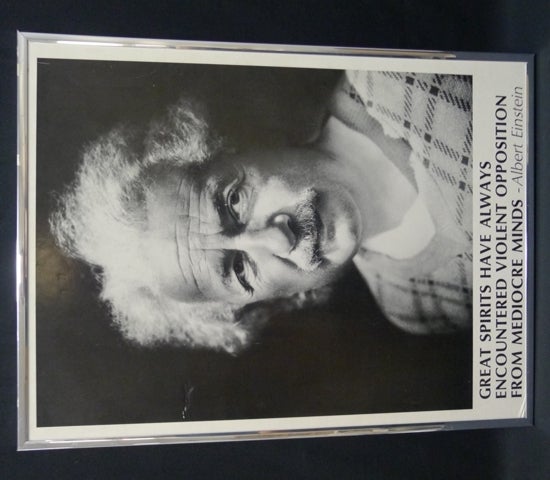 GREAT SPIRITS HAVE ALWAYS
ENCOUNTERED VIOLENT OPPOSITION
FROM MEDIOCRE MINDS - Albert Einstein